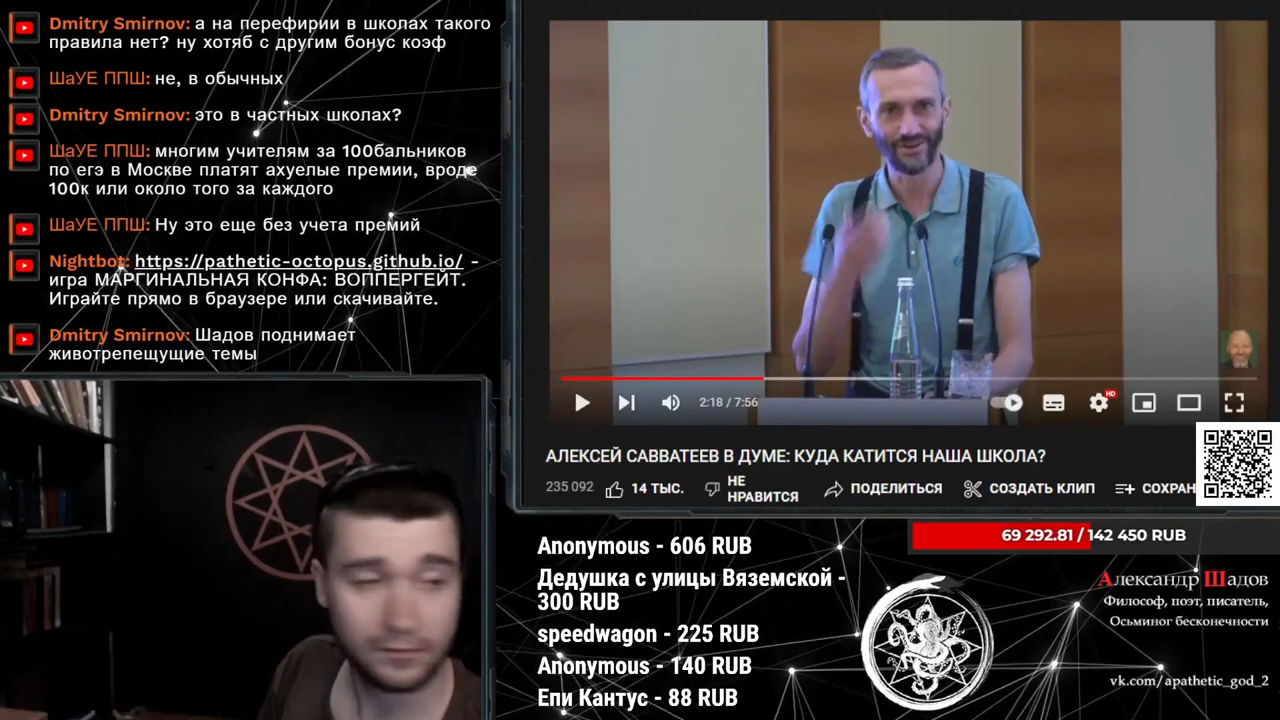 Dmitry Smirnov: а на перефирии в школах такого
правила нет? ну хотяб с другим бонус коэф
ШаУЕ ППШ: не, в обычных
Dmitry Smirnov: это в частных школах?
ШаУЕ ППШ: многим учителям за 100бальников
по егэ в Москве платят ахуелые премии, вроде
100к или около того за каждого
ШаУЕ ППШ: Ну это еще без учета премий
Nightbot: https://pathetic-octopus.github.io/ -
игра МАРГИНАЛЬНАЯ КОНФА: ВОППЕРГЕЙТ.
Играйте прямо в браузере или скачивайте.
Dmitry Smirnov: Шадов поднимает
животрепещущие темы
2:18 / 7:56
HD
АЛЕКСЕЙ САВВАТЕЕВ В ДУМЕ: КУДА КАТИТСЯ НАША ШКОЛА?
235 092
14 ТЫС.
НЕ
НРАВИТСЯ
ПОДЕЛИТЬСЯ
СОЗДАТЬ КЛИП
СОХРАН
69 292.81 / 142 450 RUB
Anonymous - 606 RUB
Дедушка с улицы Вяземской -
300 RUB
speedwagon - 225 RUB
Anonymous - 140 RUB
Епи Кантус - 88 RUB
Александр Шадов
Философ, поэт, писатель,
Осьминог бесконечности
vk.com/apathetic_god_2